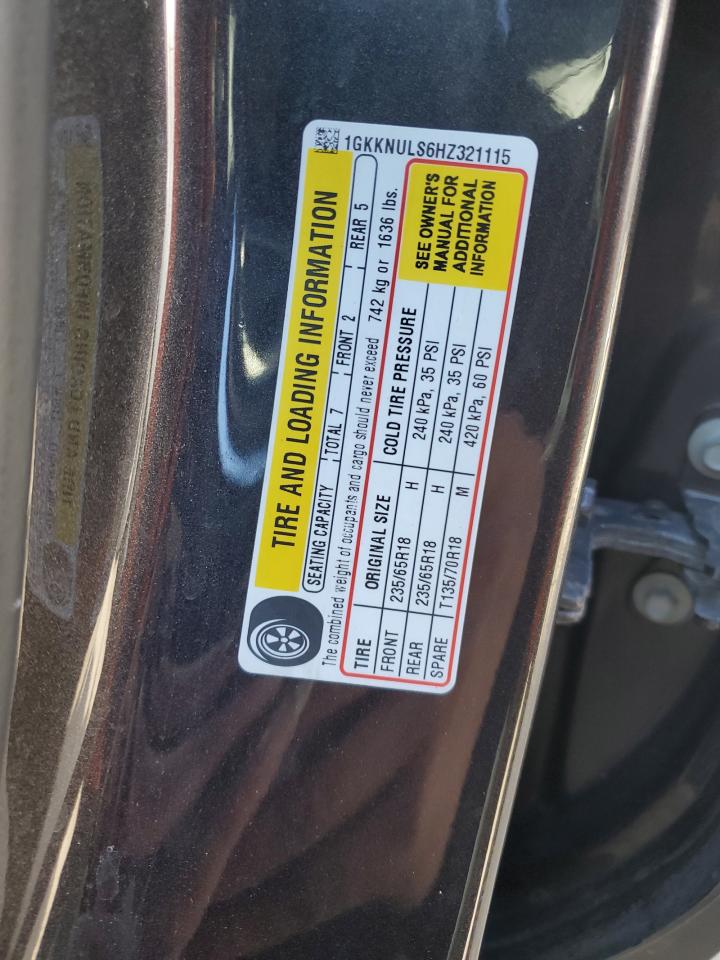 1GKKNULS6HZ321115
TIRE AND LOADING INFORMATION
SEATING CAPACITY TOTAL 7 FRONT 2 REAR 5
The combined weight of occupants and cargo should never exceed 742 kg or 1636 lbs.
TIRE ORIGINAL SIZE COLD TIRE PRESSURE
FRONT 235/65R18 H 240 kPa, 35 PSI
REAR 235/65R18 H 240 kPa, 35 PSI
SPARE T135/70R18 M 420 kPa, 60 PSI
SEE OWNER'S
MANUAL FOR
ADDITIONAL
INFORMATION